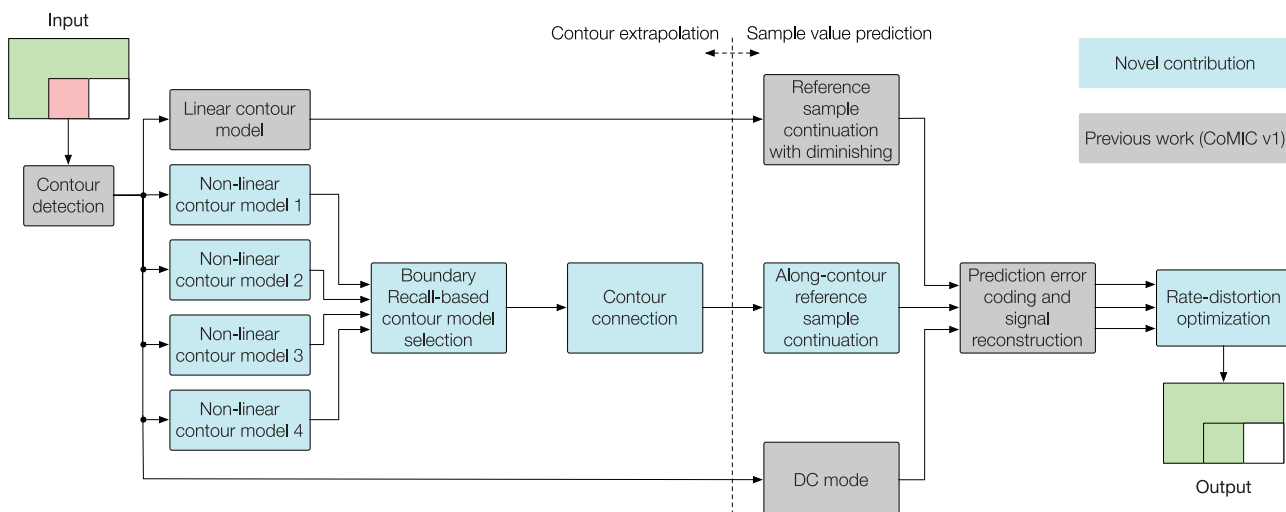 Input
Contour extrapolation
Sample value prediction
Novel contribution
Previous work (CoMIC v1)
Linear contour
model
Reference
sample
continuation
with diminishing
Contour
detection
Non-linear
contour model 1
Non-linear
contour model 2
Non-linear
contour model 3
Non-linear
contour model 4
Boundary
Recall-based
contour model
selection
Contour
connection
Along-contour
reference
sample
continuation
Prediction error
coding and
signal
reconstruction
Rate-distortion
optimization
DC mode
Output